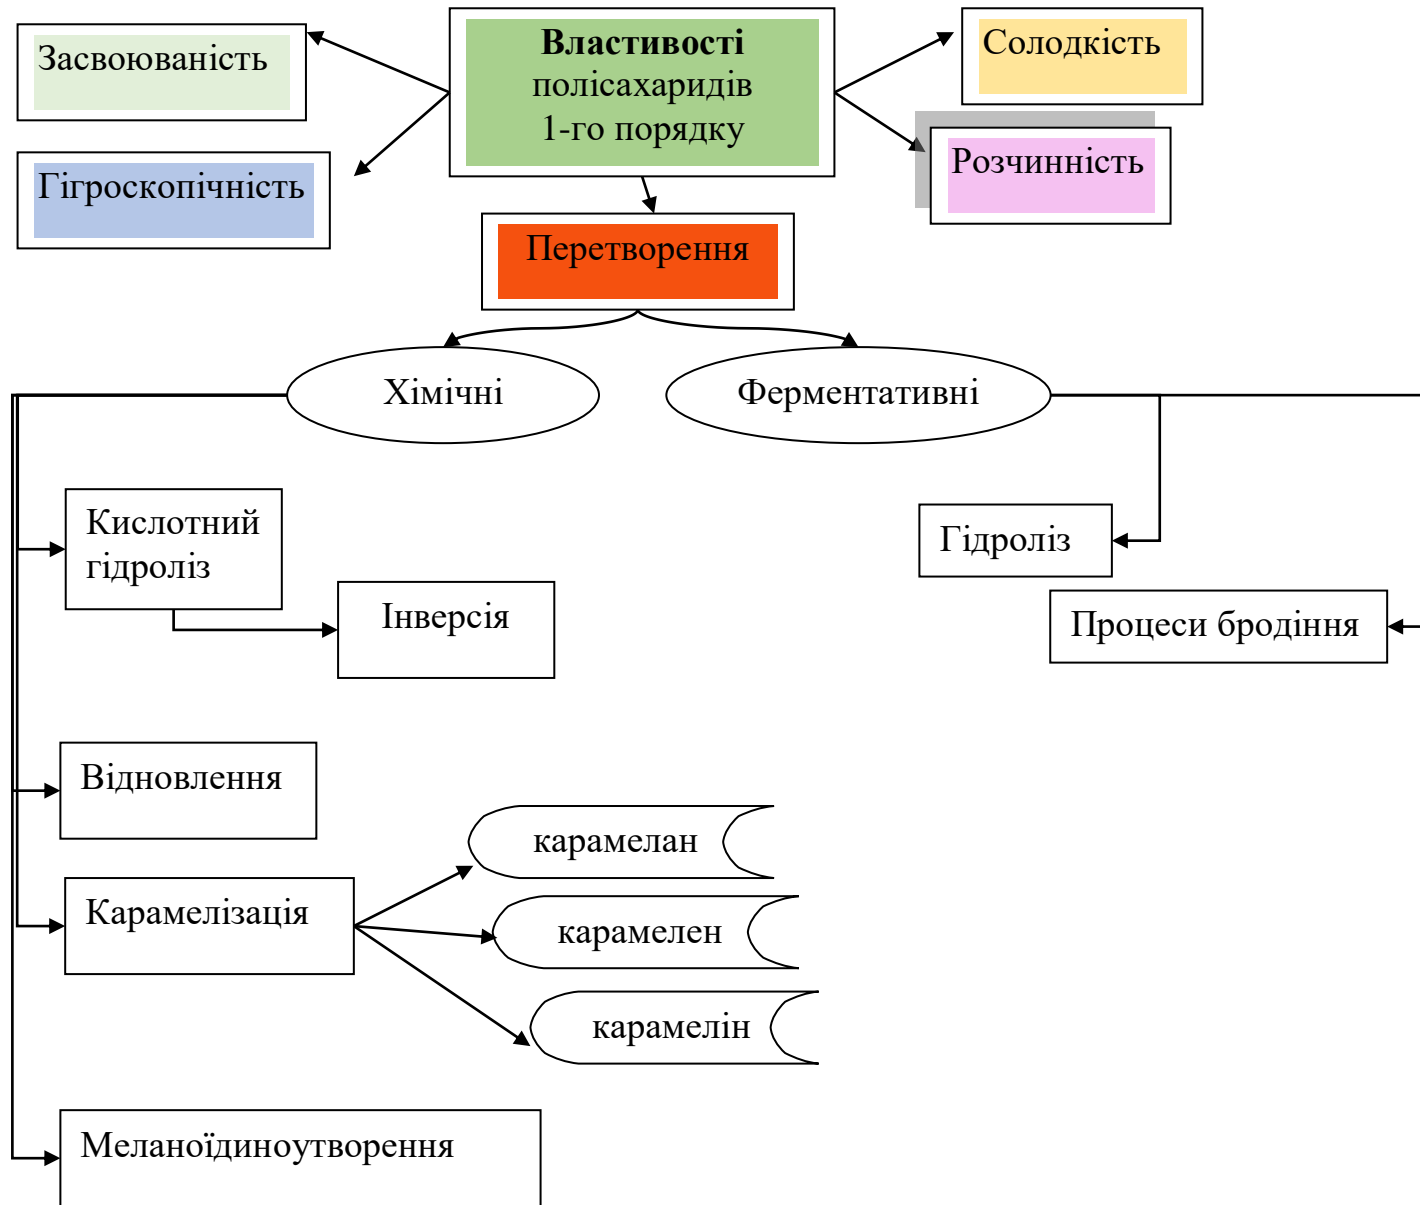 Засвоюваність
Властивості
полісахаридів
1-го порядку
Солодкість
Гігроскопічність
Розчинність
Перетворення
Хімічні
Ферментативні
Кислотний
гідроліз
Інверсія
Гідроліз
Процеси бродіння
Відновлення
Карамелізація
карамелан
карамелен
карамелін
Меланоїдиноутворення